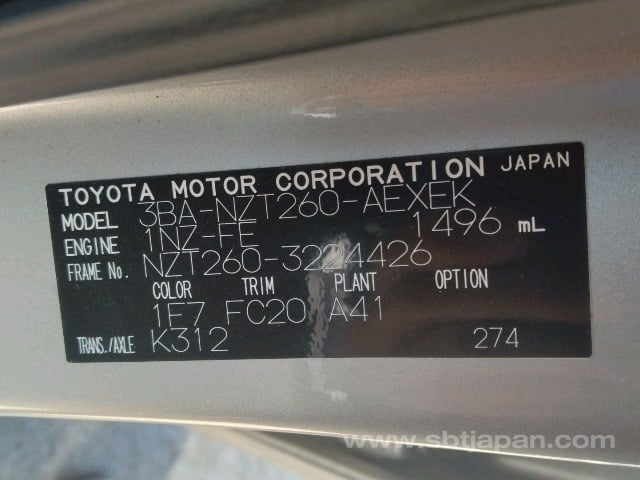 TOYOTA MOTOR CORPORATION JAPAN
MODEL 3BA-NZT260-AEXEK
ENGINE 1NZ-FE 1496 mL
FRAME No. NZT260-3224426
COLOR TRIM PLANT OPTION
1F7 FC20 A41
TRANS./AXLE K312 274
www.sbtjapan.com